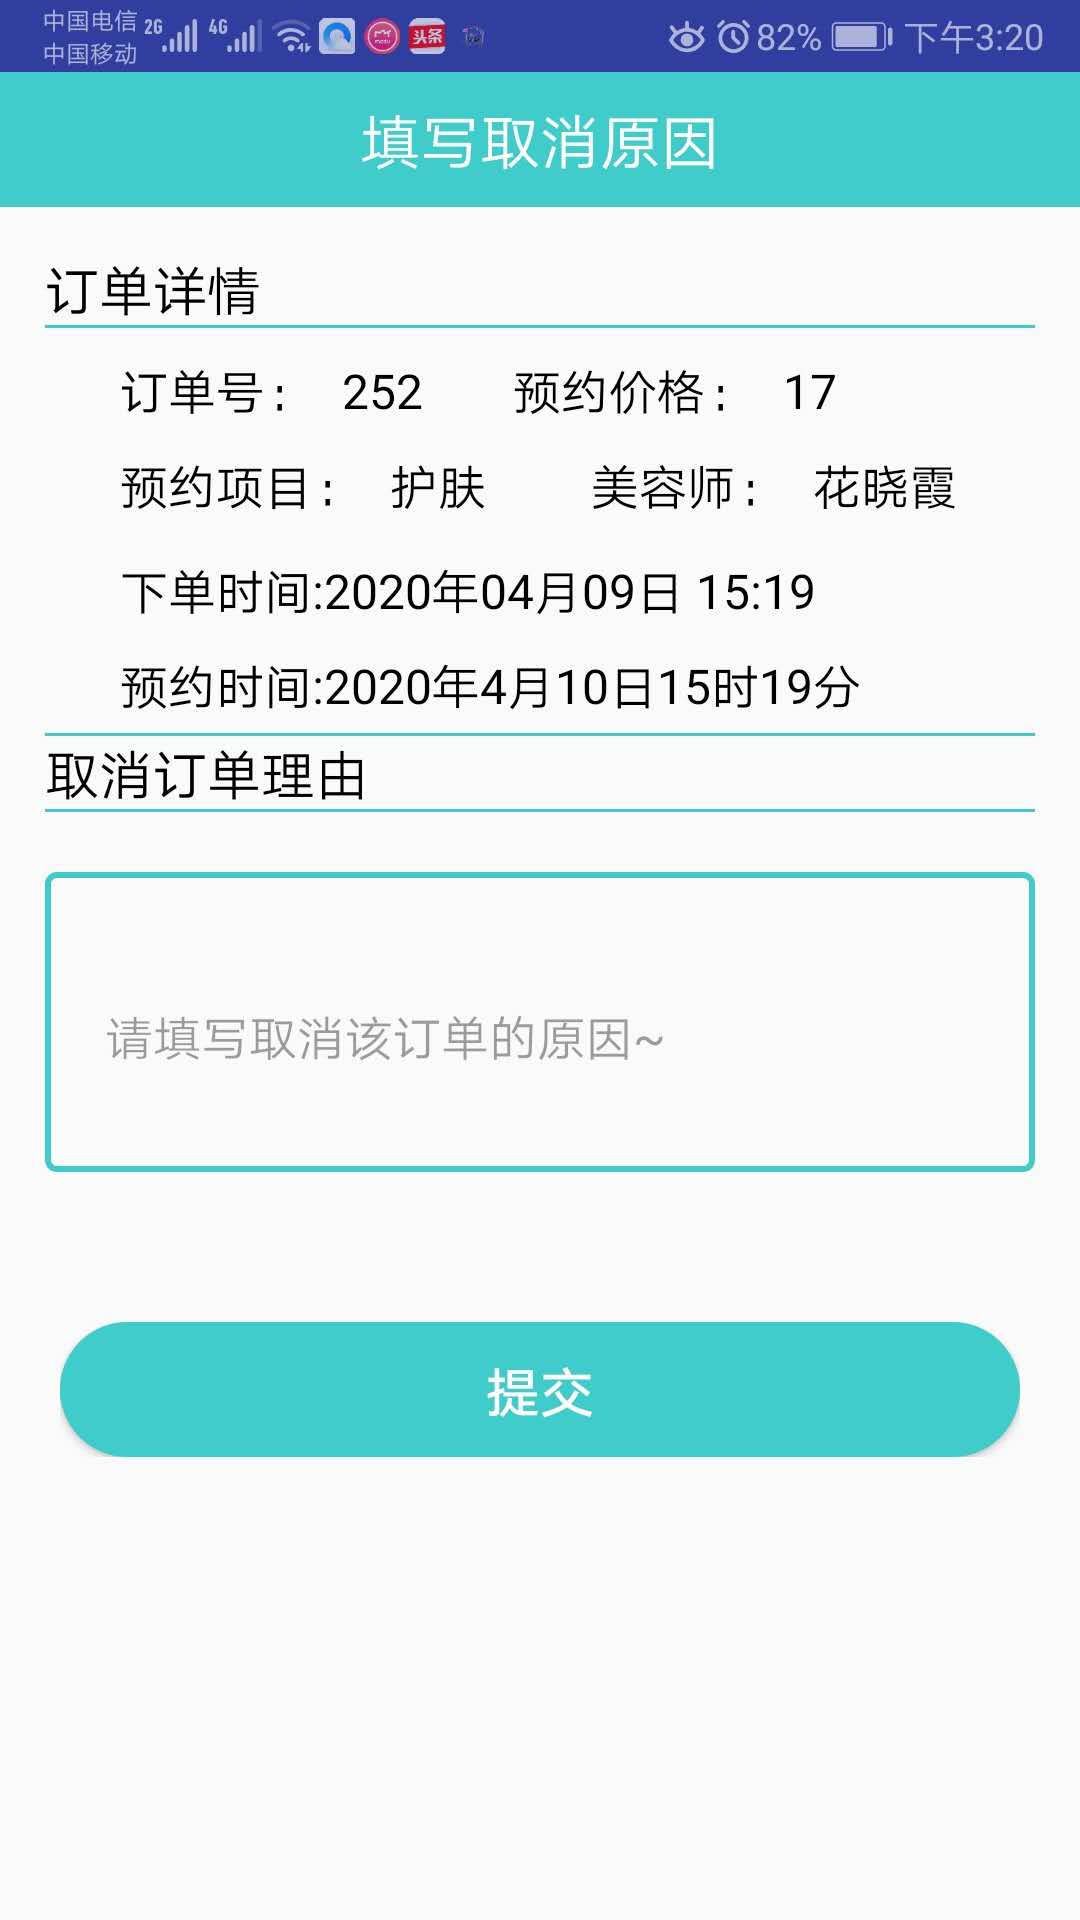 中国电信 2G 4G 82% 下午3:20
中国移动
头条
填写取消原因
订单详情
订单号： 252 预约价格： 17
预约项目： 护肤 美容师： 花晓霞
下单时间:2020年04月09日 15:19
预约时间:2020年4月10日15时19分
取消订单理由
请填写取消该订单的原因~
提交